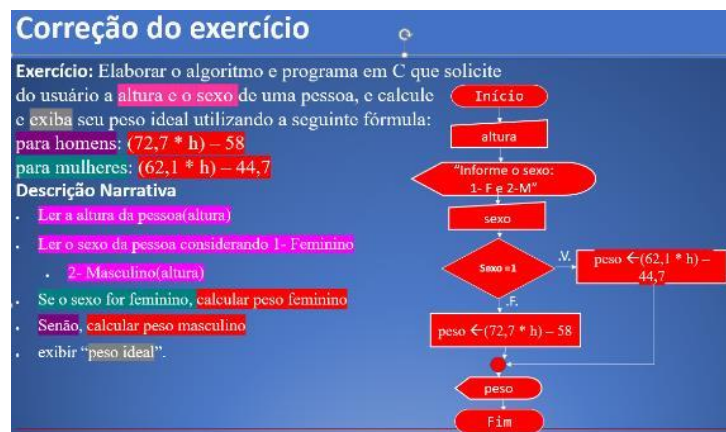 Correção do exercício
Exercício: Elaborar o algoritmo e programa em C que solicite
do usuário a altura e o sexo de uma pessoa, e calcule
e exiba seu peso ideal utilizando a seguinte fórmula:
para homens: (72,7 * h) – 58
para mulheres: (62,1 * h) – 44,7
Descrição Narrativa
Ler a altura da pessoa(altura)
Ler o sexo da pessoa considerando 1- Feminino
2- Masculino(altura)
Se o sexo for feminino, calcular peso feminino
Senão, calcular peso masculino
exibir “peso ideal”.
Início
altura
“Informe o sexo:
1- F e 2-M”
sexo
Sexo =1
.V.
peso ←(62,1 * h) –
44,7
.F.
peso ←(72,7 * h) – 58
peso
Fim